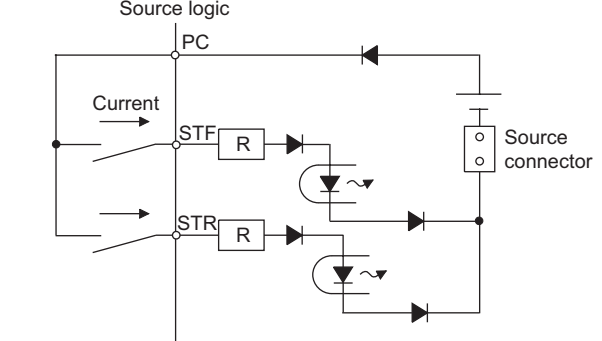 Source logic
PC
Current
STF
R
Source
connector
STR
R